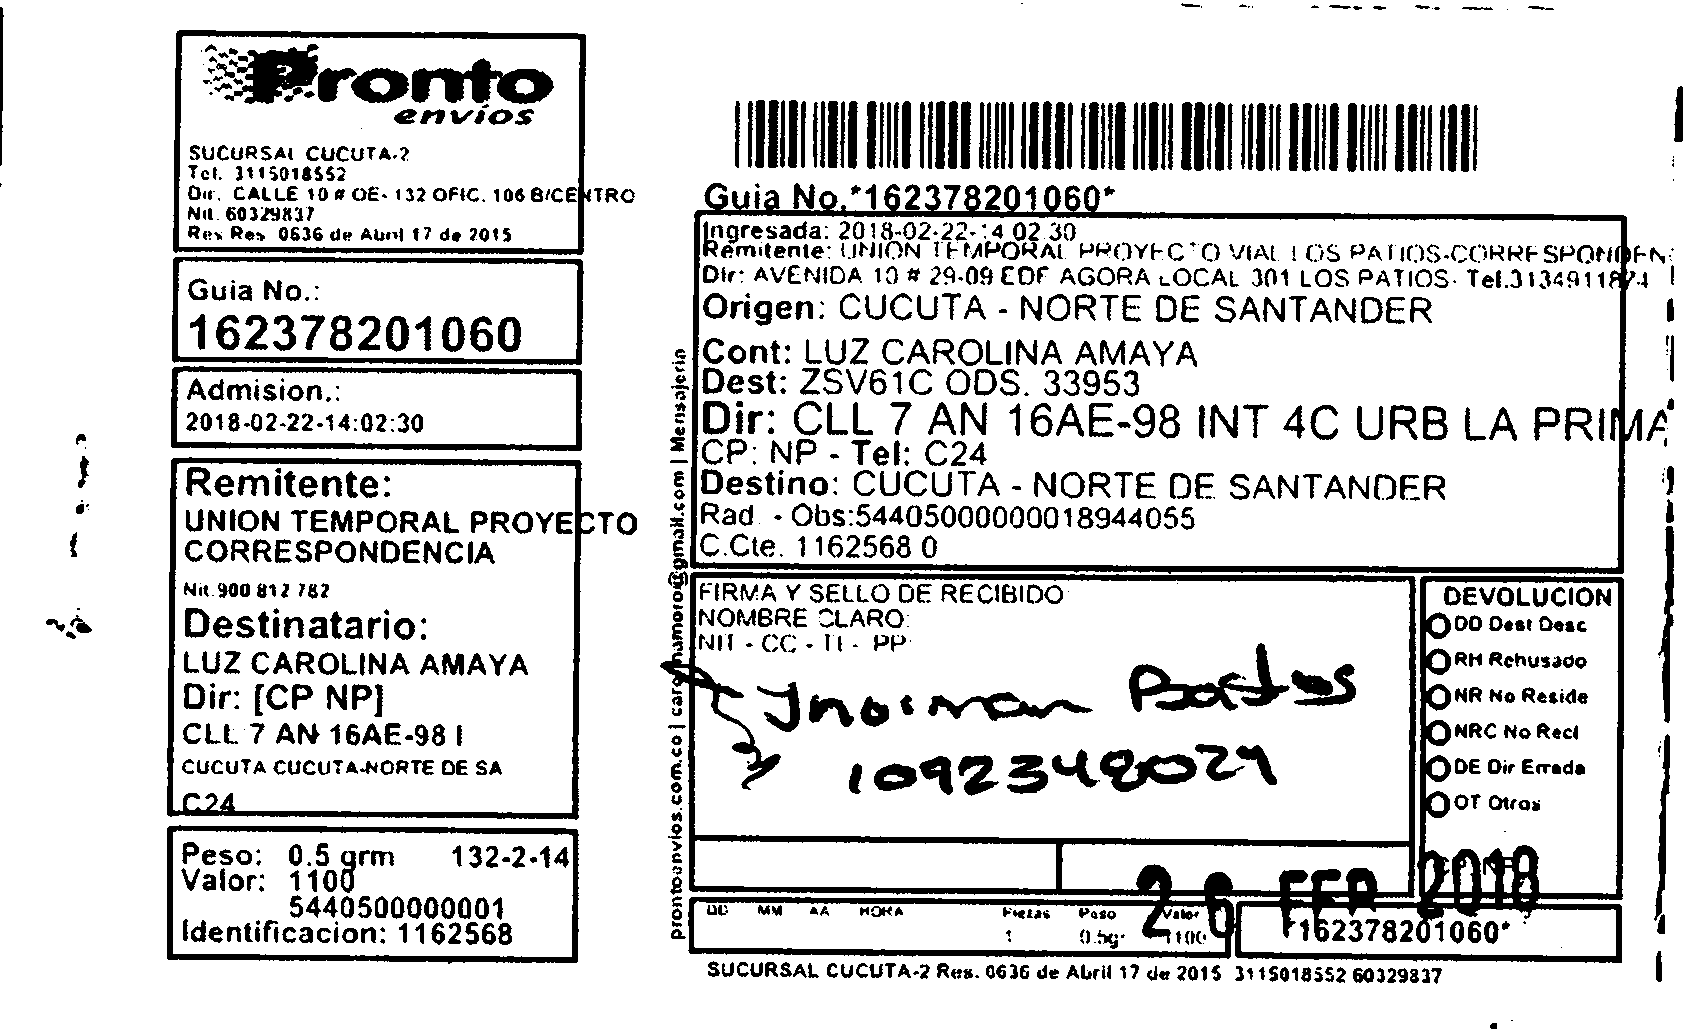 Pronto
envíos
SUCURSAL CUCUTA-2
Tel. 3115018552
Dir. CALLE 10 # OE- 132 OFIC. 106 B/CENTRO
Nit. 60329837
Res Res 0636 de Abril 17 de 2015
Guia No.:
162378201060
Admision.:
2018-02-22-14:02:30
Remitente:
UNION TEMPORAL PROYECTO
CORRESPONDENCIA
Nit.900 812 782
Destinatario:
LUZ CAROLINA AMAYA
Dir: [CP NP]
CLL 7 AN 16AE-98 I
CUCUTA CUCUTA-NORTE DE SA
C24
Peso: 0.5 grm 132-2-14
Valor: 1100
5440500000001
Identificacion: 1162568
prontoenvios.com.co | carolinamoro@gmail.com | Mensajeria
Guia No.*162378201060*
Ingresada: 2018-02-22-14 02 30
Remitente: UNION TEMPORAL PROYECTO VIAL LOS PATIOS-CORRESPONDEN
Dir: AVENIDA 10 # 29-09 EDF AGORA LOCAL 301 LOS PATIOS- Tel.3134911874
Origen: CUCUTA - NORTE DE SANTANDER
Cont: LUZ CAROLINA AMAYA
Dest: ZSV61C ODS. 33953
Dir: CLL 7 AN 16AE-98 INT 4C URB LA PRIMA
CP: NP - Tel: C24
Destino: CUCUTA - NORTE DE SANTANDER
Rad - Obs:54405000000018944055
C.Cte. 1162568 0
FIRMA Y SELLO DE RECIBIDO
NOMBRE CLARO:
NIT - CC - TI - PP
Bastos
1092348029
DEVOLUCION
DD Dest Desc
RH Rehusado
NR No Reside
NRC No Recl
DE Dir Errada
OT Otros
26 FEB 2018
DD MM AA HORA Piezas Peso Valor
1 0.5gr 1100
*162378201060*
SUCURSAL CUCUTA-2 Res. 0636 de Abril 17 de 2015 3115018552 60329837